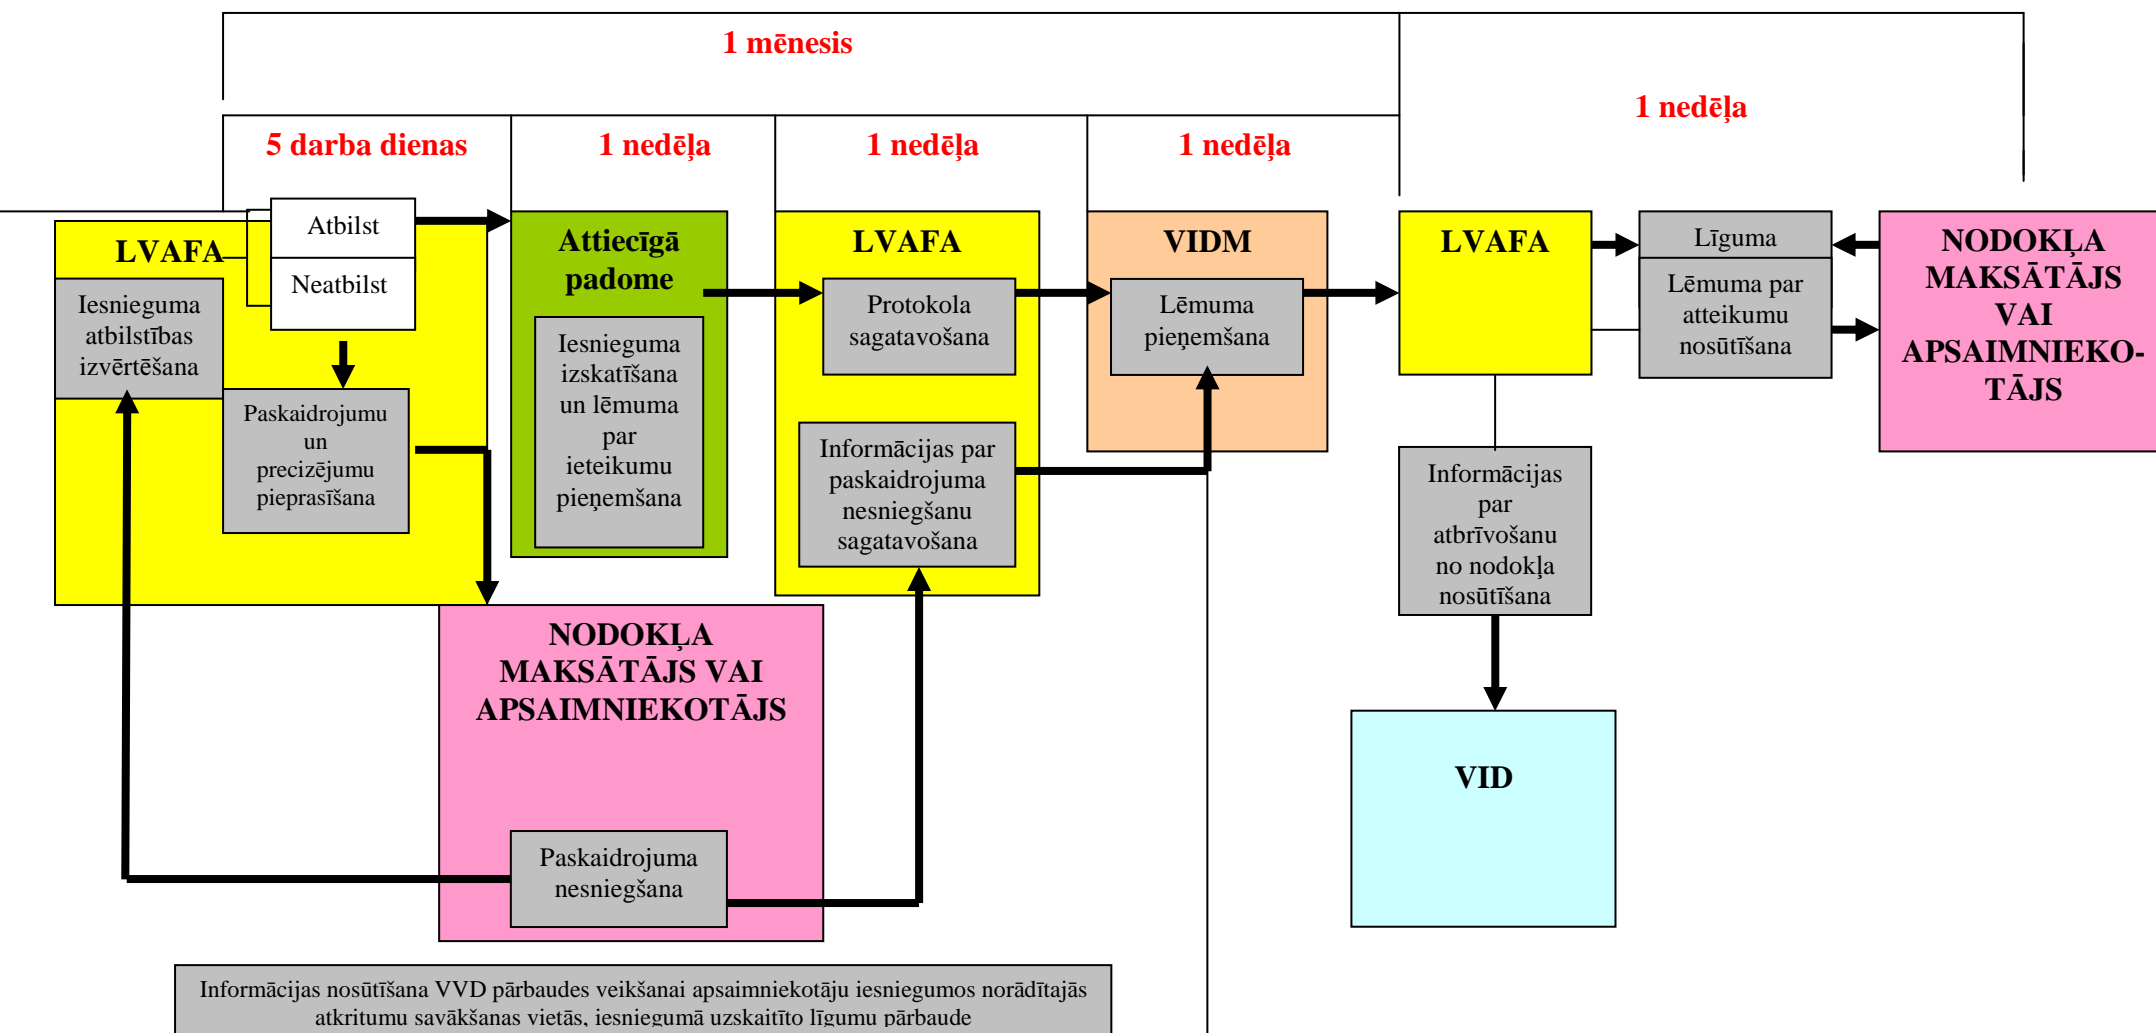 1 mēnesis
1 nedēļa
5 darba dienas
1 nedēļa
1 nedēļa
1 nedēļa
LVAFA
Atbilst
Neatbilst
Iesnieguma
atbilstības
izvērtēšana
Paskaidrojumu
un
precizējumu
pieprasīšana
Attiecīgā
padome
Iesnieguma
izskatīšana
un lēmuma
par
ieteikumu
pieņemšana
LVAFA
Protokola
sagatavošana
Informācijas par
paskaidrojuma
nesniegšanu
sagatavošana
VIDM
Lēmuma
pieņemšana
LVAFA
Līguma
Lēmuma par
atteikumu
nosūtīšana
NODOKĻA
MAKSĀTĀJS
VAI
APSAIMNIEKO-
TĀJS
Informācijas
par
atbrīvošanu
no nodokļa
nosūtīšana
VID
NODOKĻA
MAKSĀTĀJS VAI
APSAIMNIEKOTĀJS
Paskaidrojuma
nesniegšana
Informācijas nosūtīšana VVD pārbaudes veikšanai apsaimniekotāju iesniegumos norādītajās
atkritumu savākšanas vietās, iesniegumā uzskaitīto līgumu pārbaude